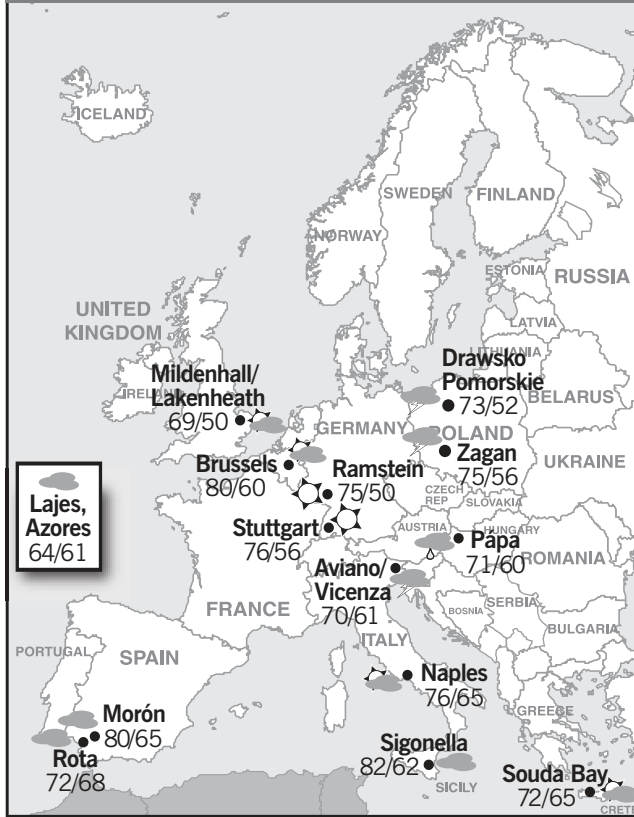 ICELAND
SWEDEN
FINLAND
NORWAY
ESTONIA
RUSSIA
LATVIA
LITHUANIA
UNITED
KINGDOM
Mildenhall/
Lakenheath
69/50
IRELAND
Drawsko
Pomorskie
73/52
BELARUS
GERMANY
POLAND
Zagan
75/56
UKRAINE
Brussels
80/60
Ramstein
75/50
CZECH
REP
SLOVAKIA
Lajes,
Azores
64/61
Stuttgart
76/56
AUSTRIA
HUNGARY
Pápa
71/60
ROMANIA
Aviano/
Vicenza
70/61
FRANCE
BOSNIA
SERBIA
BULGARIA
ITALY
PORTUGAL
SPAIN
Naples
76/65
GREECE
Morón
80/65
Rota
72/68
Sigonella
82/62
SICILY
Souda Bay
72/65
CRETE